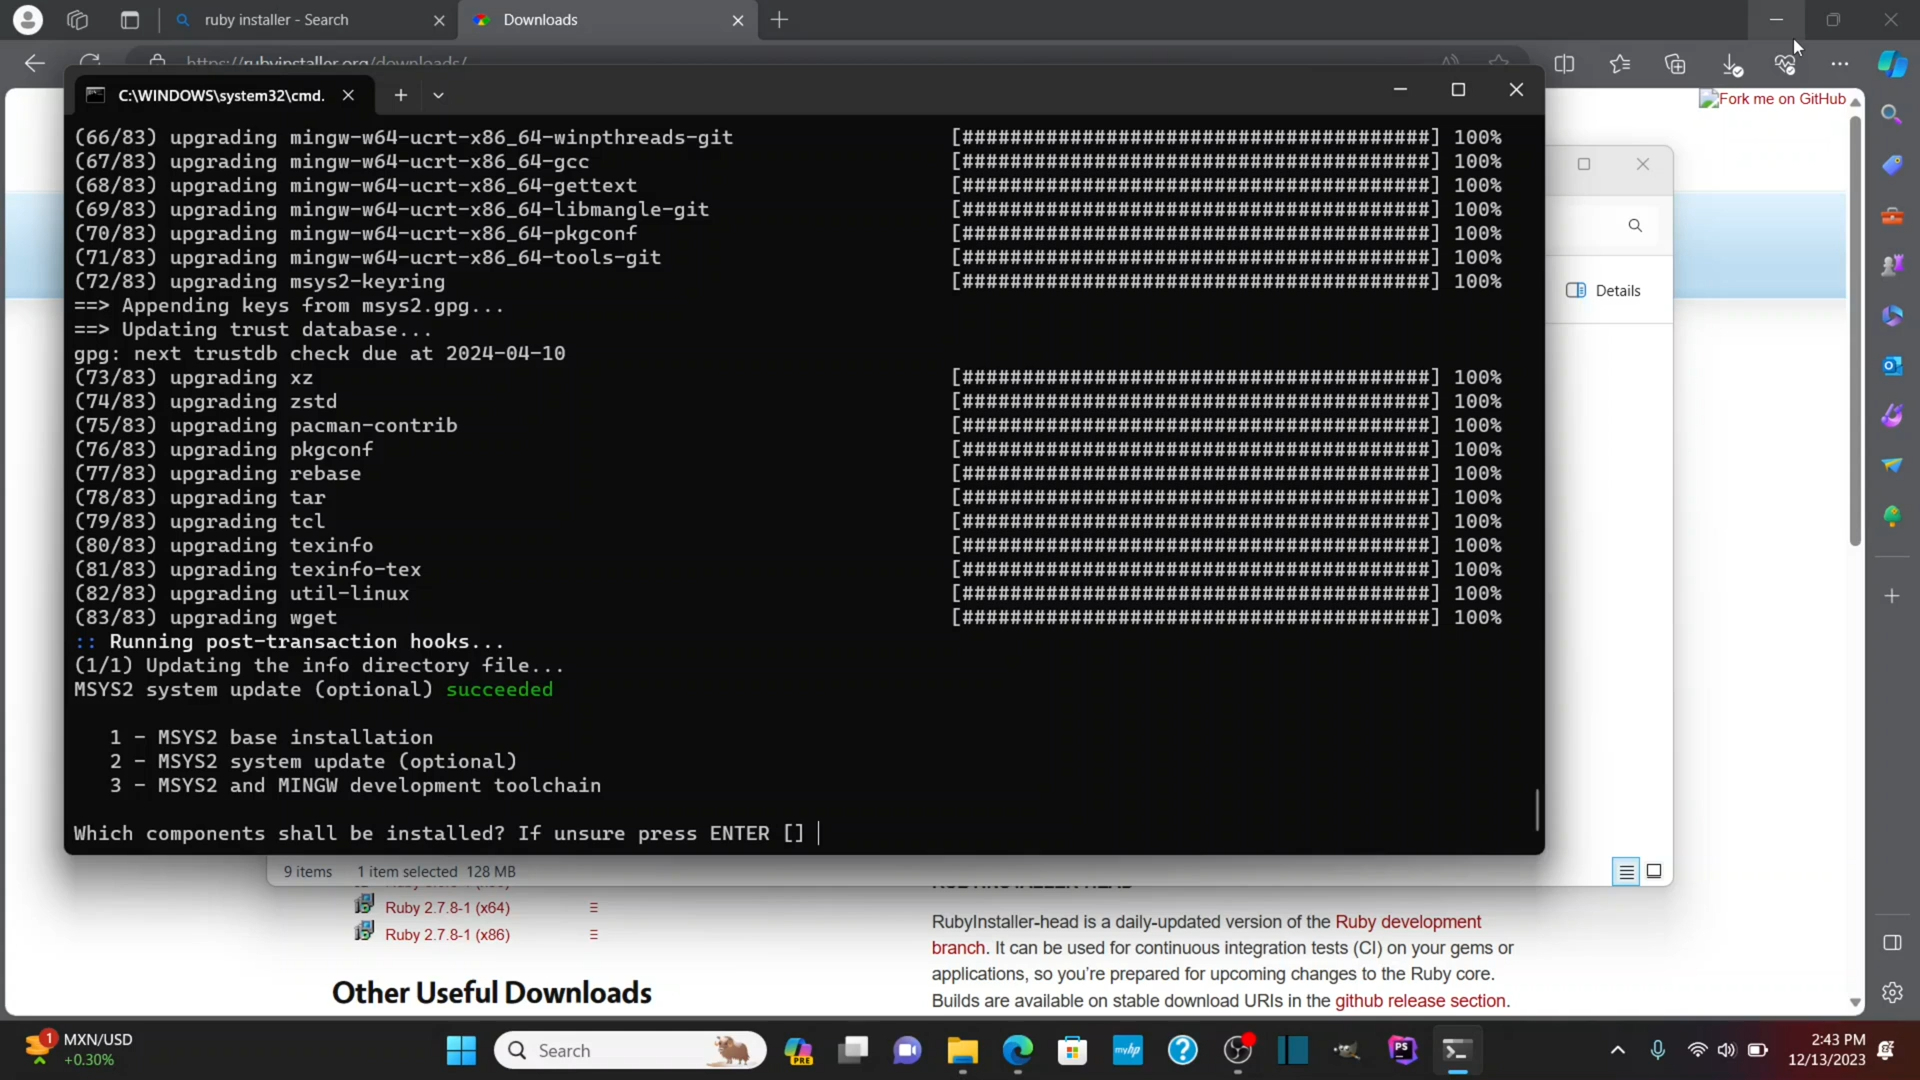 ruby installer - Search
Downloads
https://rubyinstaller.org/downloads/
Fork me on GitHub
C:\WINDOWS\system32\cmd.
(66/83) upgrading mingw-w64-ucrt-x86_64-winpthreads-git [#######################################] 100%
(67/83) upgrading mingw-w64-ucrt-x86_64-gcc [#######################################] 100%
(68/83) upgrading mingw-w64-ucrt-x86_64-gettext [#######################################] 100%
(69/83) upgrading mingw-w64-ucrt-x86_64-libmangle-git [#######################################] 100%
(70/83) upgrading mingw-w64-ucrt-x86_64-pkgconf [#######################################] 100%
(71/83) upgrading mingw-w64-ucrt-x86_64-tools-git [#######################################] 100%
(72/83) upgrading msys2-keyring [#######################################] 100%
==> Appending keys from msys2.gpg...
==> Updating trust database...
gpg: next trustdb check due at 2024-04-10
(73/83) upgrading xz [#######################################] 100%
(74/83) upgrading zstd [#######################################] 100%
(75/83) upgrading pacman-contrib [#######################################] 100%
(76/83) upgrading pkgconf [#######################################] 100%
(77/83) upgrading rebase [#######################################] 100%
(78/83) upgrading tar [#######################################] 100%
(79/83) upgrading tcl [#######################################] 100%
(80/83) upgrading texinfo [#######################################] 100%
(81/83) upgrading texinfo-tex [#######################################] 100%
(82/83) upgrading util-linux [#######################################] 100%
(83/83) upgrading wget [#######################################] 100%
:: Running post-transaction hooks...
(1/1) Updating the info directory file...
MSYS2 system update (optional) succeeded
1 - MSYS2 base installation
2 - MSYS2 system update (optional)
3 - MSYS2 and MINGW development toolchain
Which components shall be installed? If unsure press ENTER []
Details
9 items 1 item selected 128 MB
Ruby 2.7.8-1 (x64)
Ruby 2.7.8-1 (x86)
Other Useful Downloads
RubyInstaller-head is a daily-updated version of the Ruby development
branch. It can be used for continuous integration tests (CI) on your gems or
applications, so you're prepared for upcoming changes to the Ruby core.
Builds are available on stable download URIs in the github release section.
1
MXN/USD
+0.30%
Search
PRE
myhp
PS
2:43 PM
12/13/2023